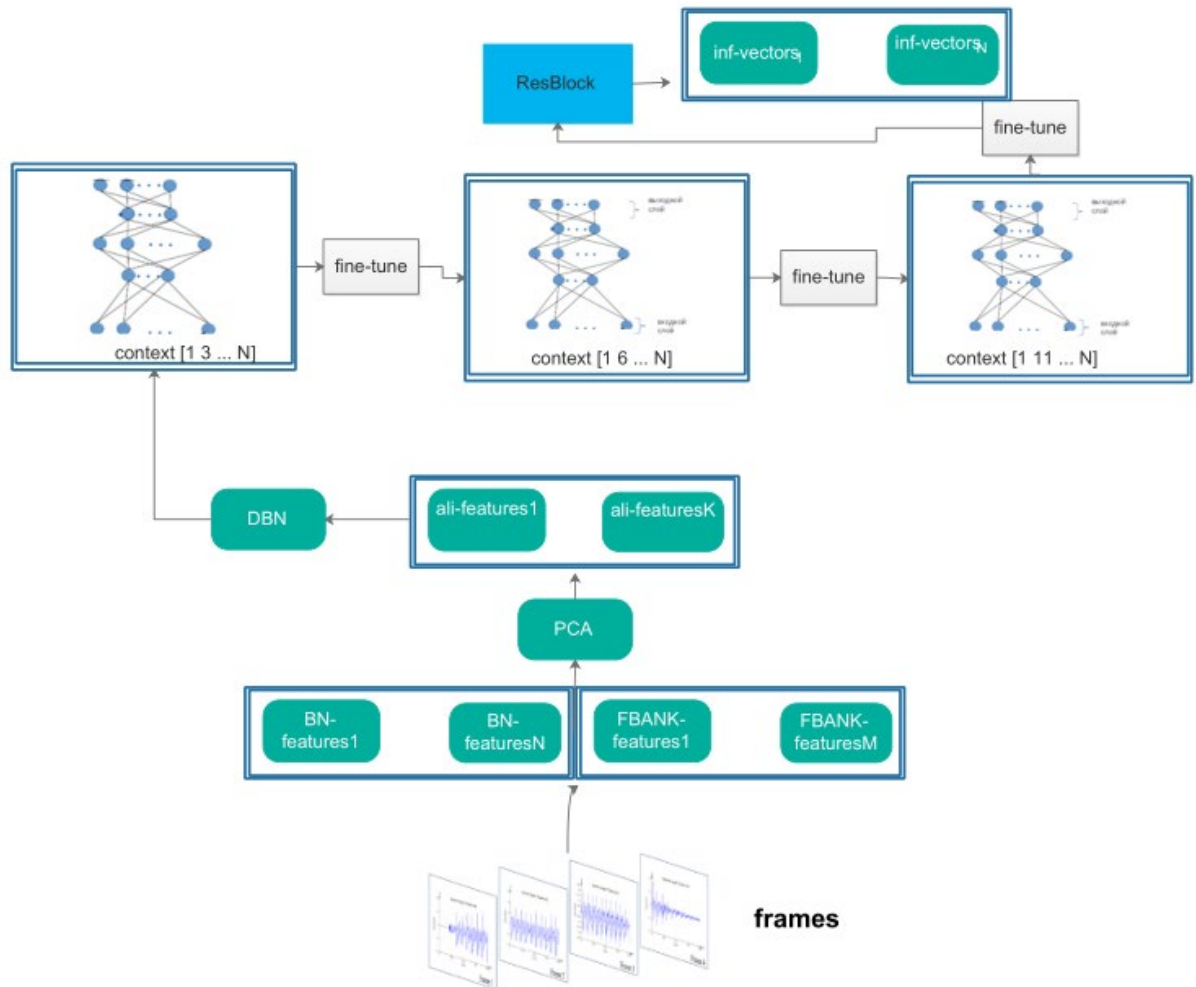 inf-vectors
I
inf-vectors
N
ResBlock
fine-tune
fine-tune
fine-tune
выходной
слой
выходной
слой
входной
слой
входной
слой
context [1 3 ... N]
context [1 6 ... N]
context [1 11 ... N]
DBN
ali-features1
ali-featuresK
PCA
BN-
features1
BN-
featuresN
FBANK-
features1
FBANK-
featuresM
frames